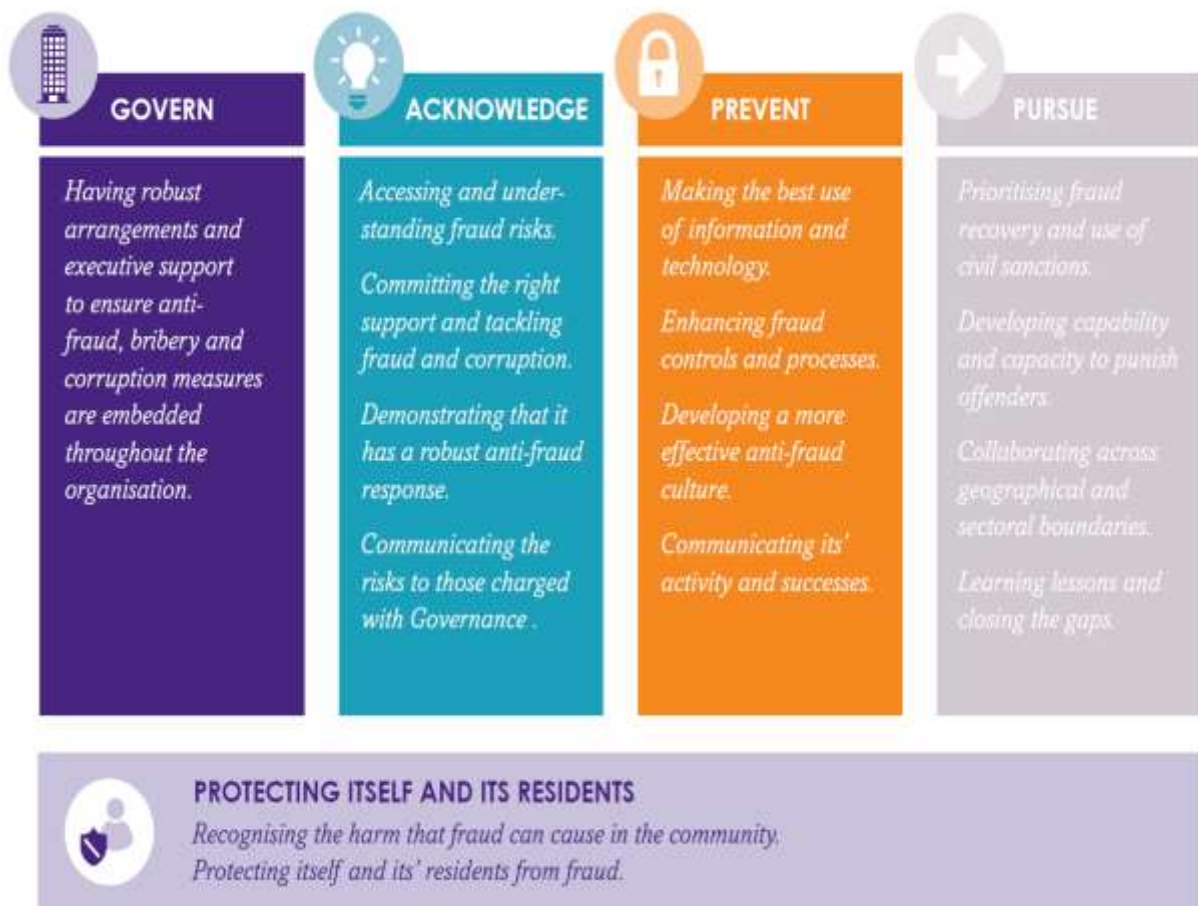 GOVERN
Having robust
arrangements and
executive support
to ensure anti-
fraud, bribery and
corruption measures
are embedded
throughout the
organisation.
ACKNOWLEDGE
Accessing and under-
standing fraud risks.
Committing the right
support and tackling
fraud and corruption.
Demonstrating that it
has a robust anti-fraud
response.
Communicating the
risks to those charged
with Governance .
PREVENT
Making the best use
of information and
technology.
Enhancing fraud
controls and processes.
Developing a more
effective anti-fraud
culture.
Communicating its'
activity and successes.
PURSUE
Prioritising fraud
recovery and use of
civil sanctions.
Developing capability
and capacity to punish
offenders.
Collaborating across
geographical and
sectoral boundaries.
Learning lessons and
closing the gaps.
PROTECTING ITSELF AND ITS RESIDENTS
Recognising the harm that fraud can cause in the community.
Protecting itself and its' residents from fraud.